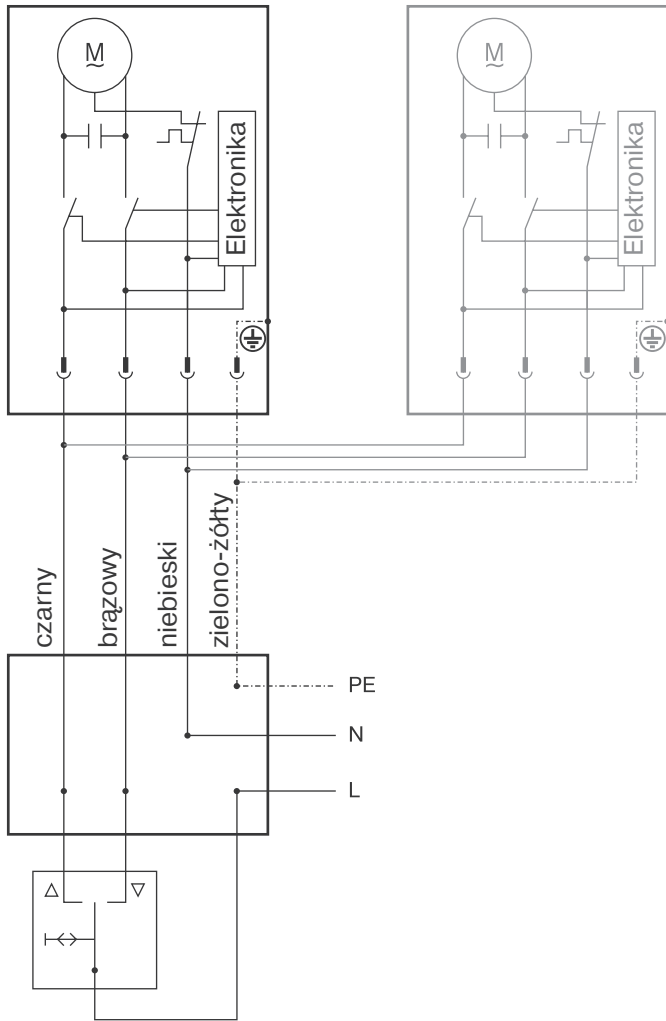 M
~
Elektronika
M
~
Elektronika
czarny
brązowy
niebieski
zielono-żółty
PE
N
L